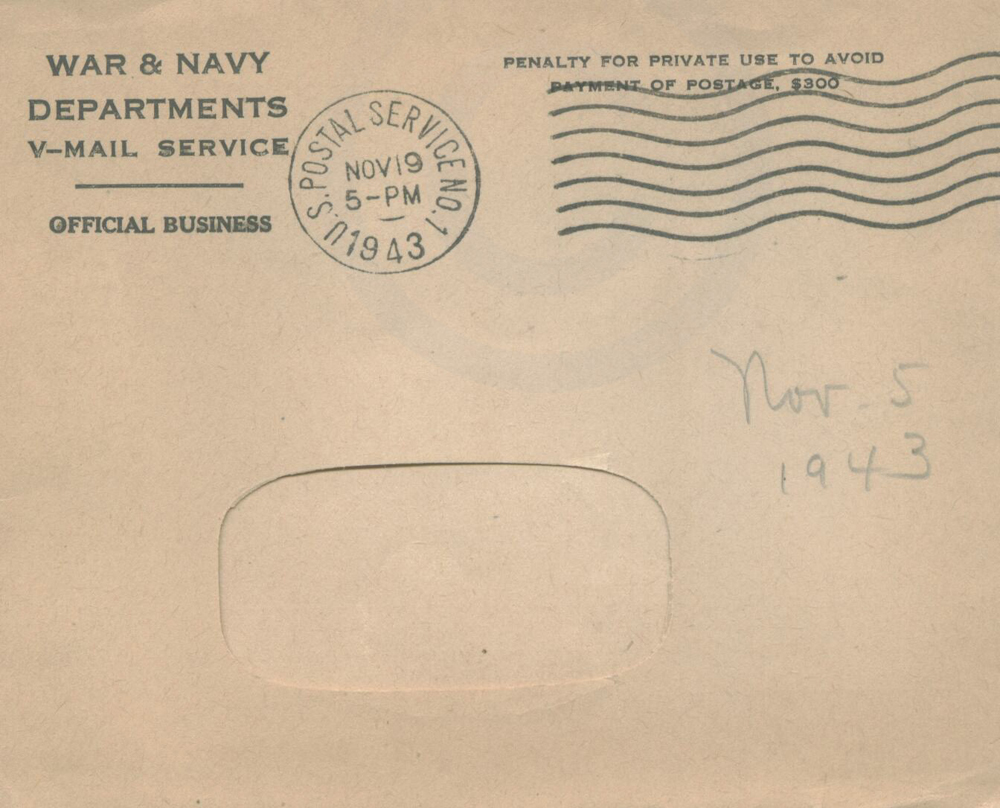 WAR & NAVY
DEPARTMENTS
V-MAIL SERVICE
OFFICIAL BUSINESS
U.S. POSTAL SERVICE NO. 1
NOV 19
5-PM
1943
PENALTY FOR PRIVATE USE TO AVOID
PAYMENT OF POSTAGE, $300
Nov. 5
1943